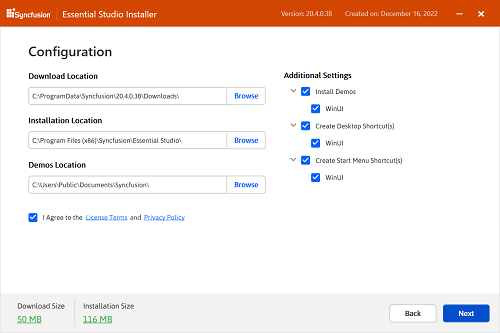 Syncfusion Essential Studio Installer Version: 20.4.0.38 Created on: December 16, 2022
Configuration
Download Location
C:\ProgramData\Syncfusion\20.4.0.38\Downloads\ Browse
Installation Location
C:\Program Files (x86)\Syncfusion\Essential Studio\ Browse
Demos Location
C:\Users\Public\Documents\Syncfusion\ Browse
I Agree to the License Terms and Privacy Policy
Additional Settings
Install Demos
WinUI
Create Desktop Shortcut(s)
WinUI
Create Start Menu Shortcut(s)
WinUI
Download Size Installation Size
50 MB 116 MB
Back Next